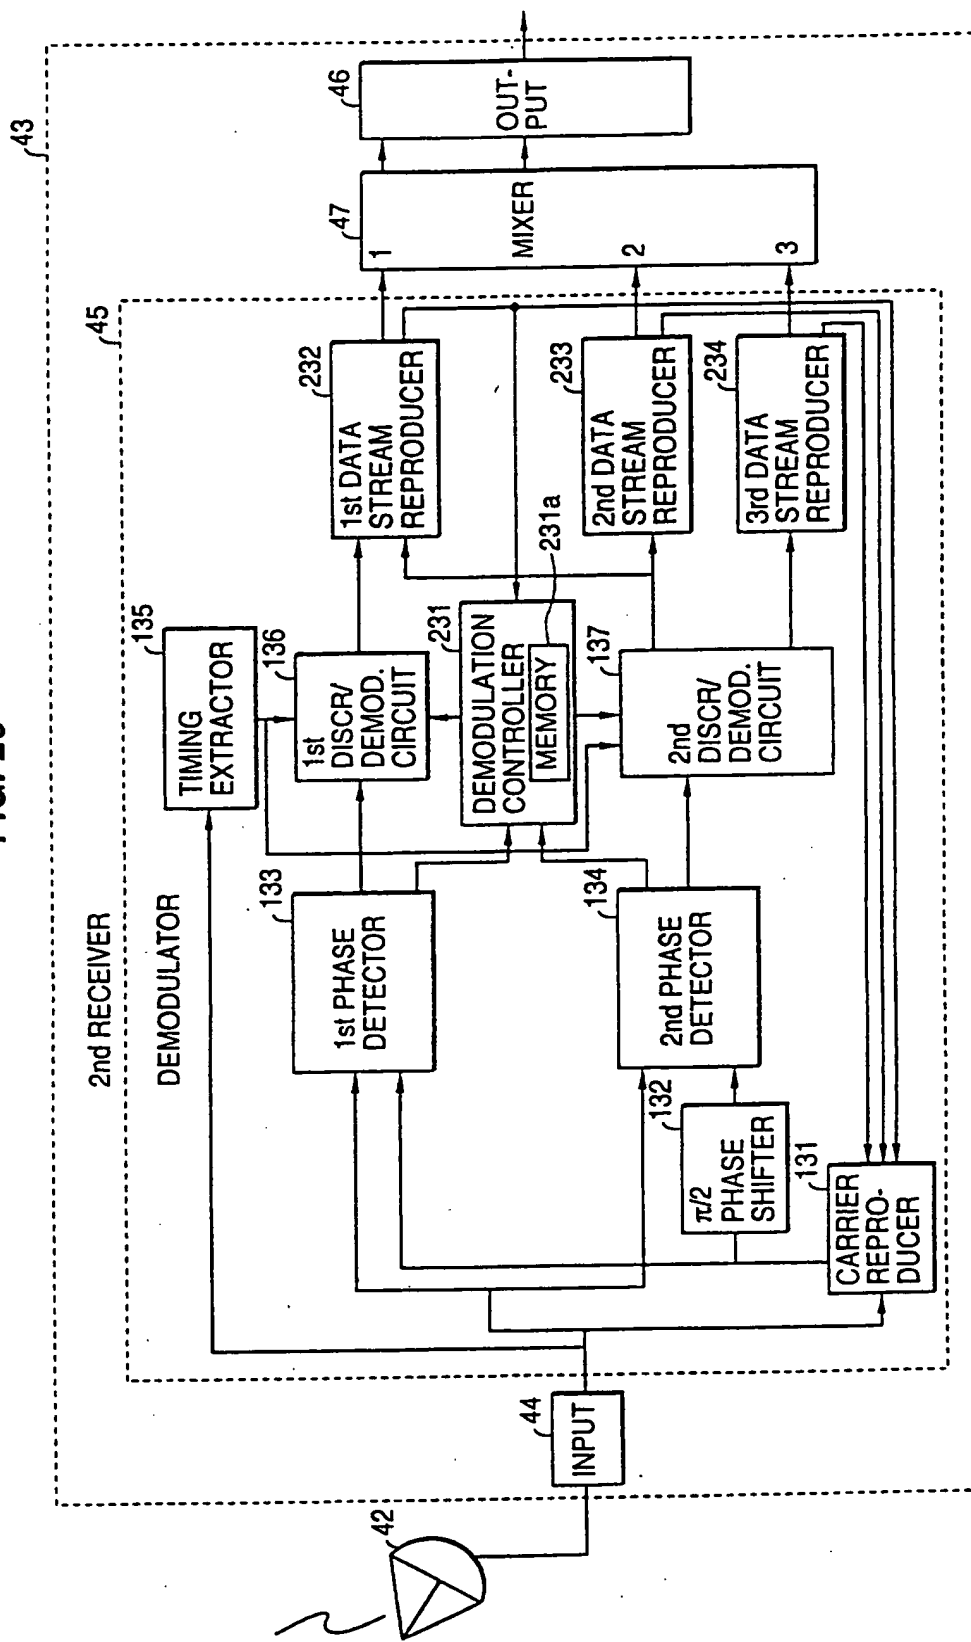 2nd RECEIVER
43
DEMODULATOR
45
42
44
INPUT
TIMING
EXTRACTOR
135
1st PHASE
DETECTOR
133
1st
DISCR/
DEMOD.
CIRCUIT
136
1st DATA
STREAM
REPRODUCER
232
DEMODULATION
CONTROLLER
231
MEMORY
231a
2nd PHASE
DETECTOR
134
2nd
DISCR/
DEMOD.
CIRCUIT
137
2nd DATA
STREAM
REPRODUCER
233
3rd DATA
STREAM
REPRODUCER
234
π/2
PHASE
SHIFTER
132
CARRIER
REPRO-
DUCER
131
47
1
MIXER
2
3
46
OUT-
PUT